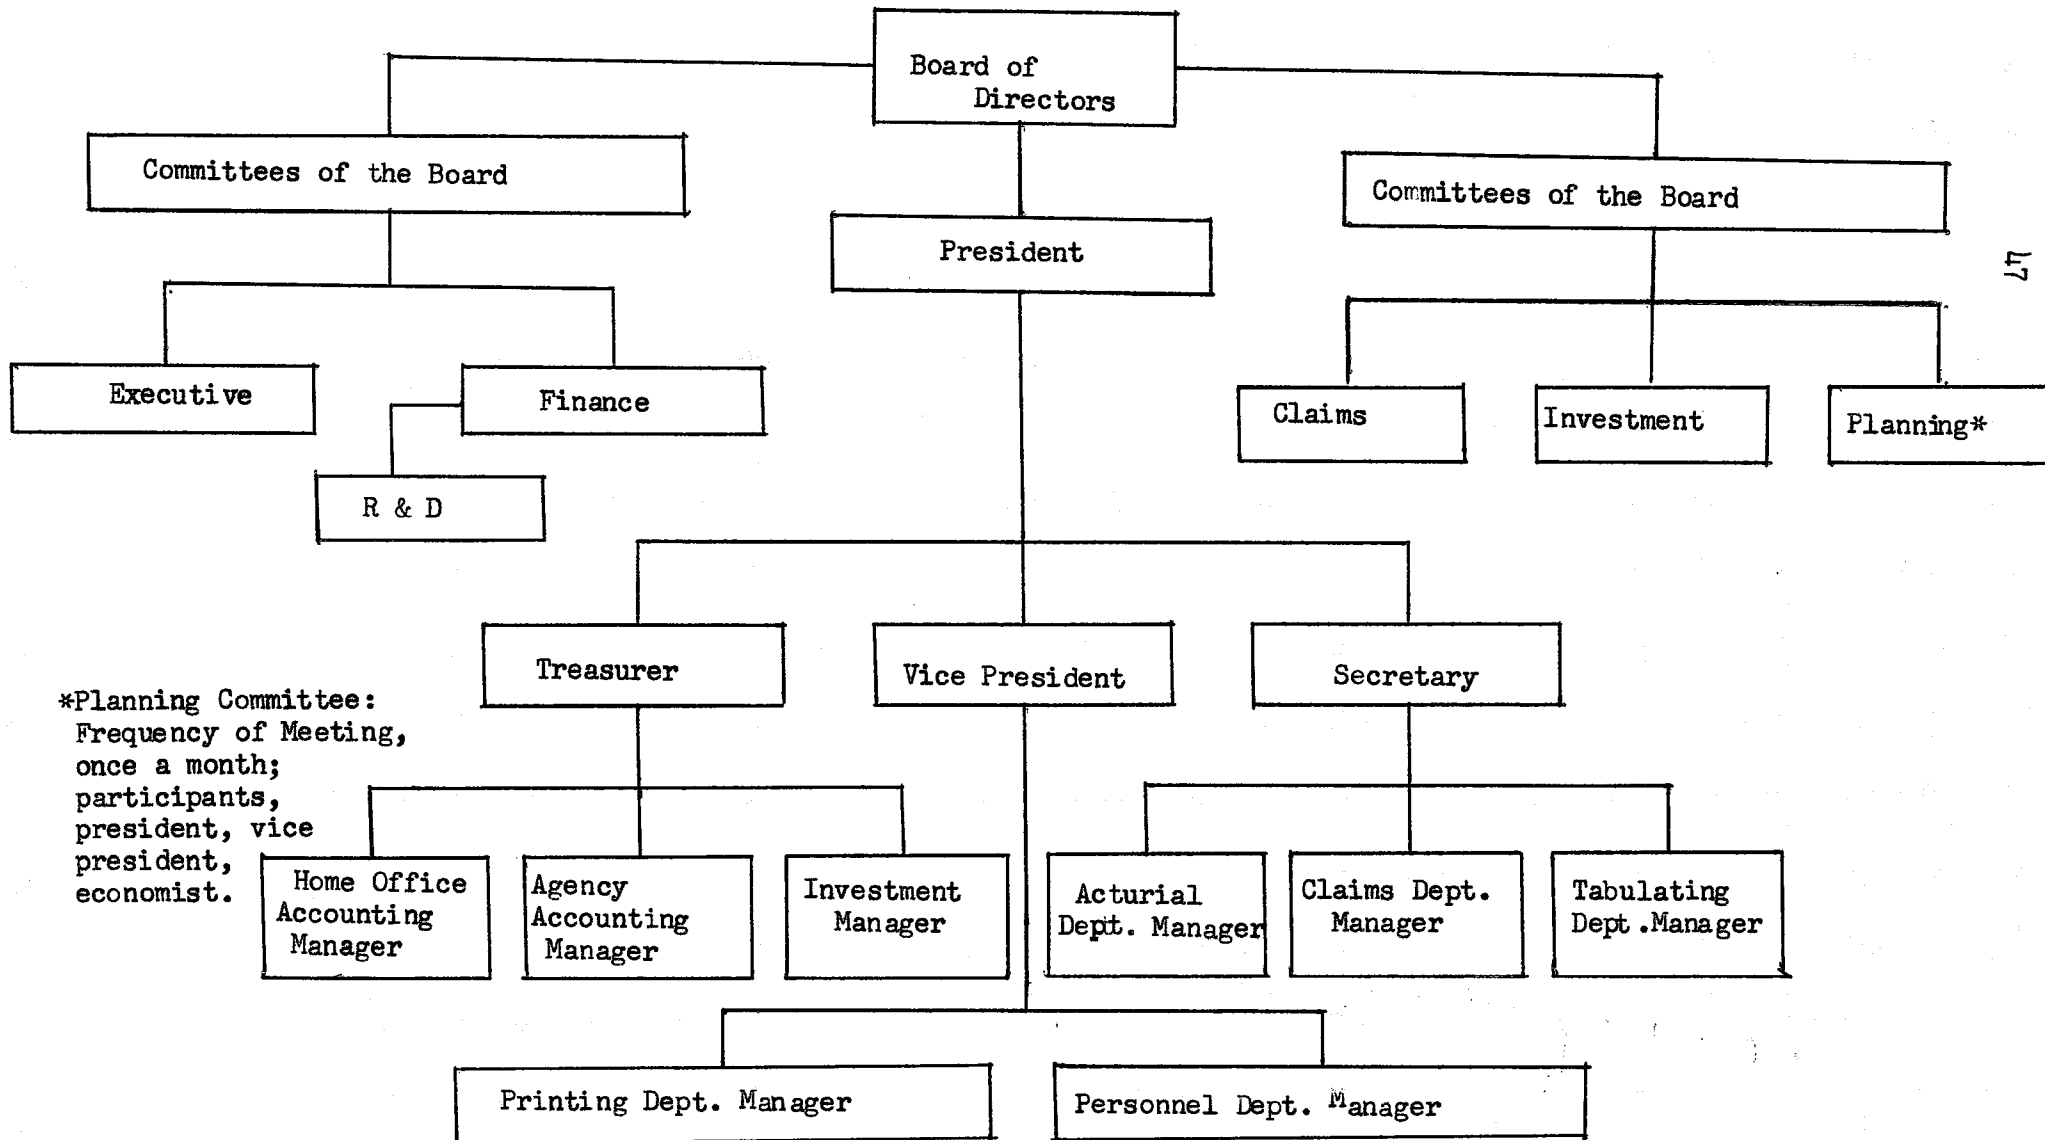 Board of
Directors
Committees of the Board
Committees of the Board
President
47
Executive
Finance
Claims
Investment
Planning*
R & D
Treasurer
Vice President
Secretary
*Planning Committee:
Frequency of Meeting,
once a month;
participants,
president, vice
president,
economist.
Home Office
Accounting
Manager
Agency
Accounting
Manager
Investment
Manager
Acturial
Dept. Manager
Claims Dept.
Manager
Tabulating
Dept.Manager
Printing Dept. Manager
Personnel Dept. Manager